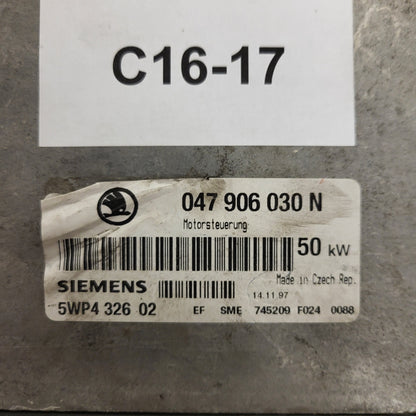 C16-17
047 906 030 N
Motorsteuerung
50 kW
Made in Czech Rep.
SIEMENS
14.11.97
5WP4 326 02 EF SME 745209 F024 0088